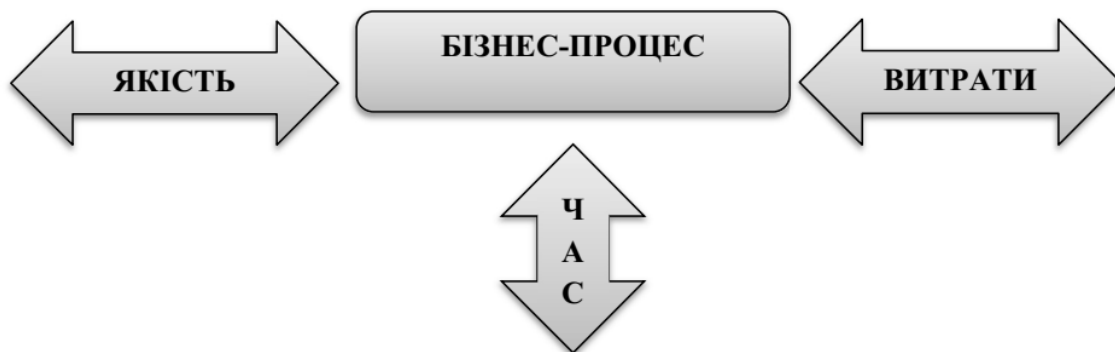 БІЗНЕС-ПРОЦЕС
ЯКІСТЬ
ВИТРАТИ
Ч
А
С